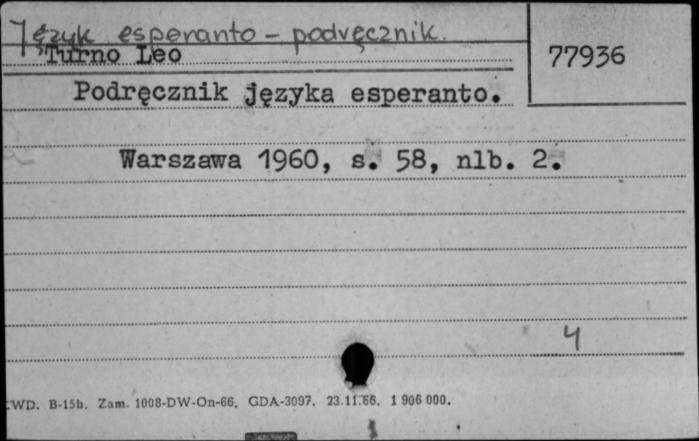 Język esperanto - podręcznik.
Turno Leo
77936
Podręcznik języka esperanto.
Warszawa 1960, s. 58, nlb. 2.
4
WD. B-15b. Zam. 1008-DW-On-66. GDA-3097. 23.11.66. 1 906 000.